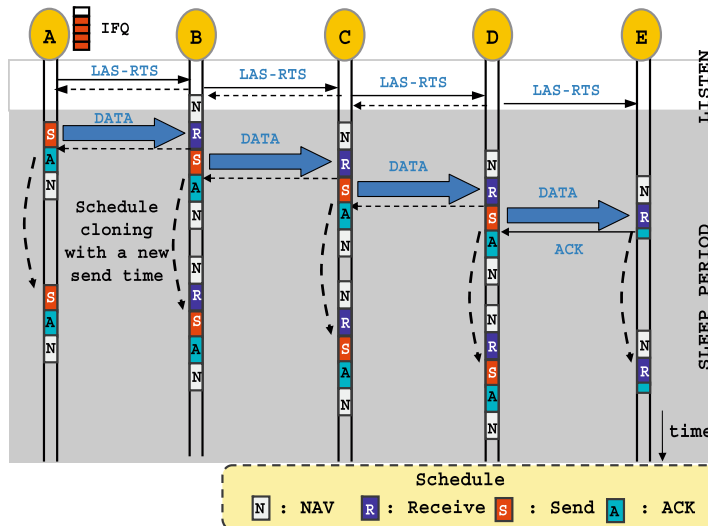 A IFQ B C D E
LAS-RTS
LAS-RTS
LAS-RTS
LAS-RTS
LISTEN
N
DATA
S R N
DATA
A S R N
DATA
N A S R N
DATA
Schedule
cloning
with a new
send time
N A S R
N A
ACK
N N
N N
S R N N
A S R N
N A S R N
N A S R
N A
N
SLEEP PERIOD
time
Schedule
N : NAV R : Receive S : Send A : ACK